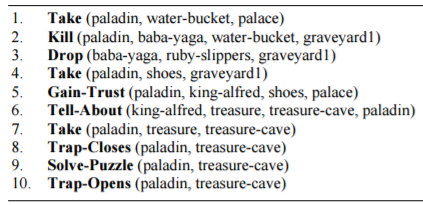 1. Take (paladin, water-bucket, palace)
2. Kill (paladin, baba-yaga, water-bucket, graveyard1)
3. Drop (baba-yaga, ruby-slippers, graveyard1)
4. Take (paladin, shoes, graveyard1)
5. Gain-Trust (paladin, king-alfred, shoes, palace)
6. Tell-About (king-alfred, treasure, treasure-cave, paladin)
7. Take (paladin, treasure, treasure-cave)
8. Trap-Closes (paladin, treasure-cave)
9. Solve-Puzzle (paladin, treasure-cave)
10. Trap-Opens (paladin, treasure-cave)